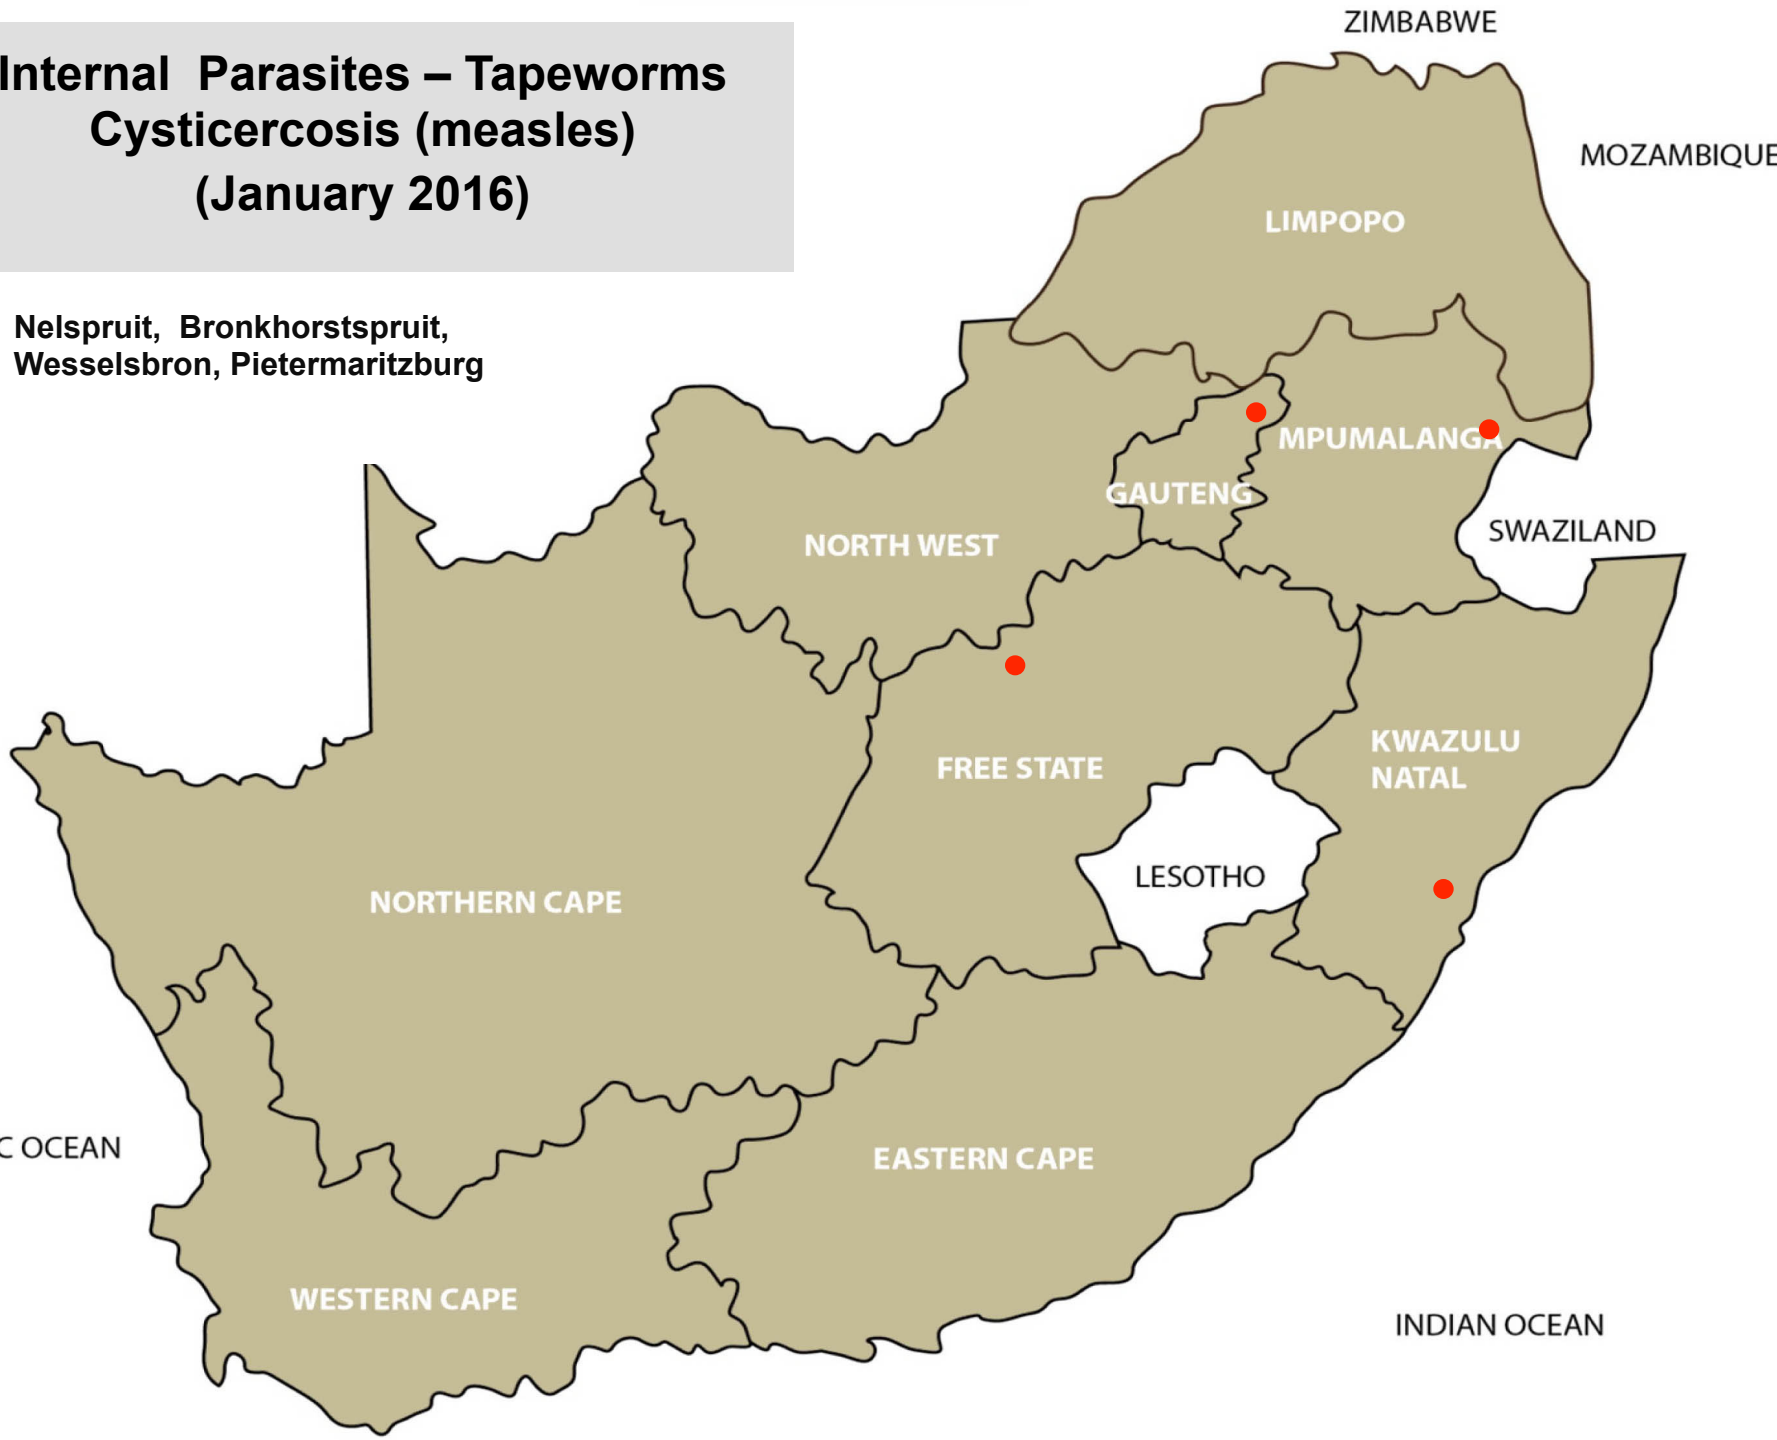 Internal Parasites – Tapeworms
Cysticercosis (measles)
(January 2016)
Nelspruit, Bronkhorstspruit,
Wesselsbron, Pietermaritzburg
ZIMBABWE
MOZAMBIQUE
LIMPOPO
MPUMALANGA
GAUTENG
SWAZILAND
NORTH WEST
KWAZULU
NATAL
FREE STATE
LESOTHO
NORTHERN CAPE
C OCEAN
EASTERN CAPE
WESTERN CAPE
INDIAN OCEAN